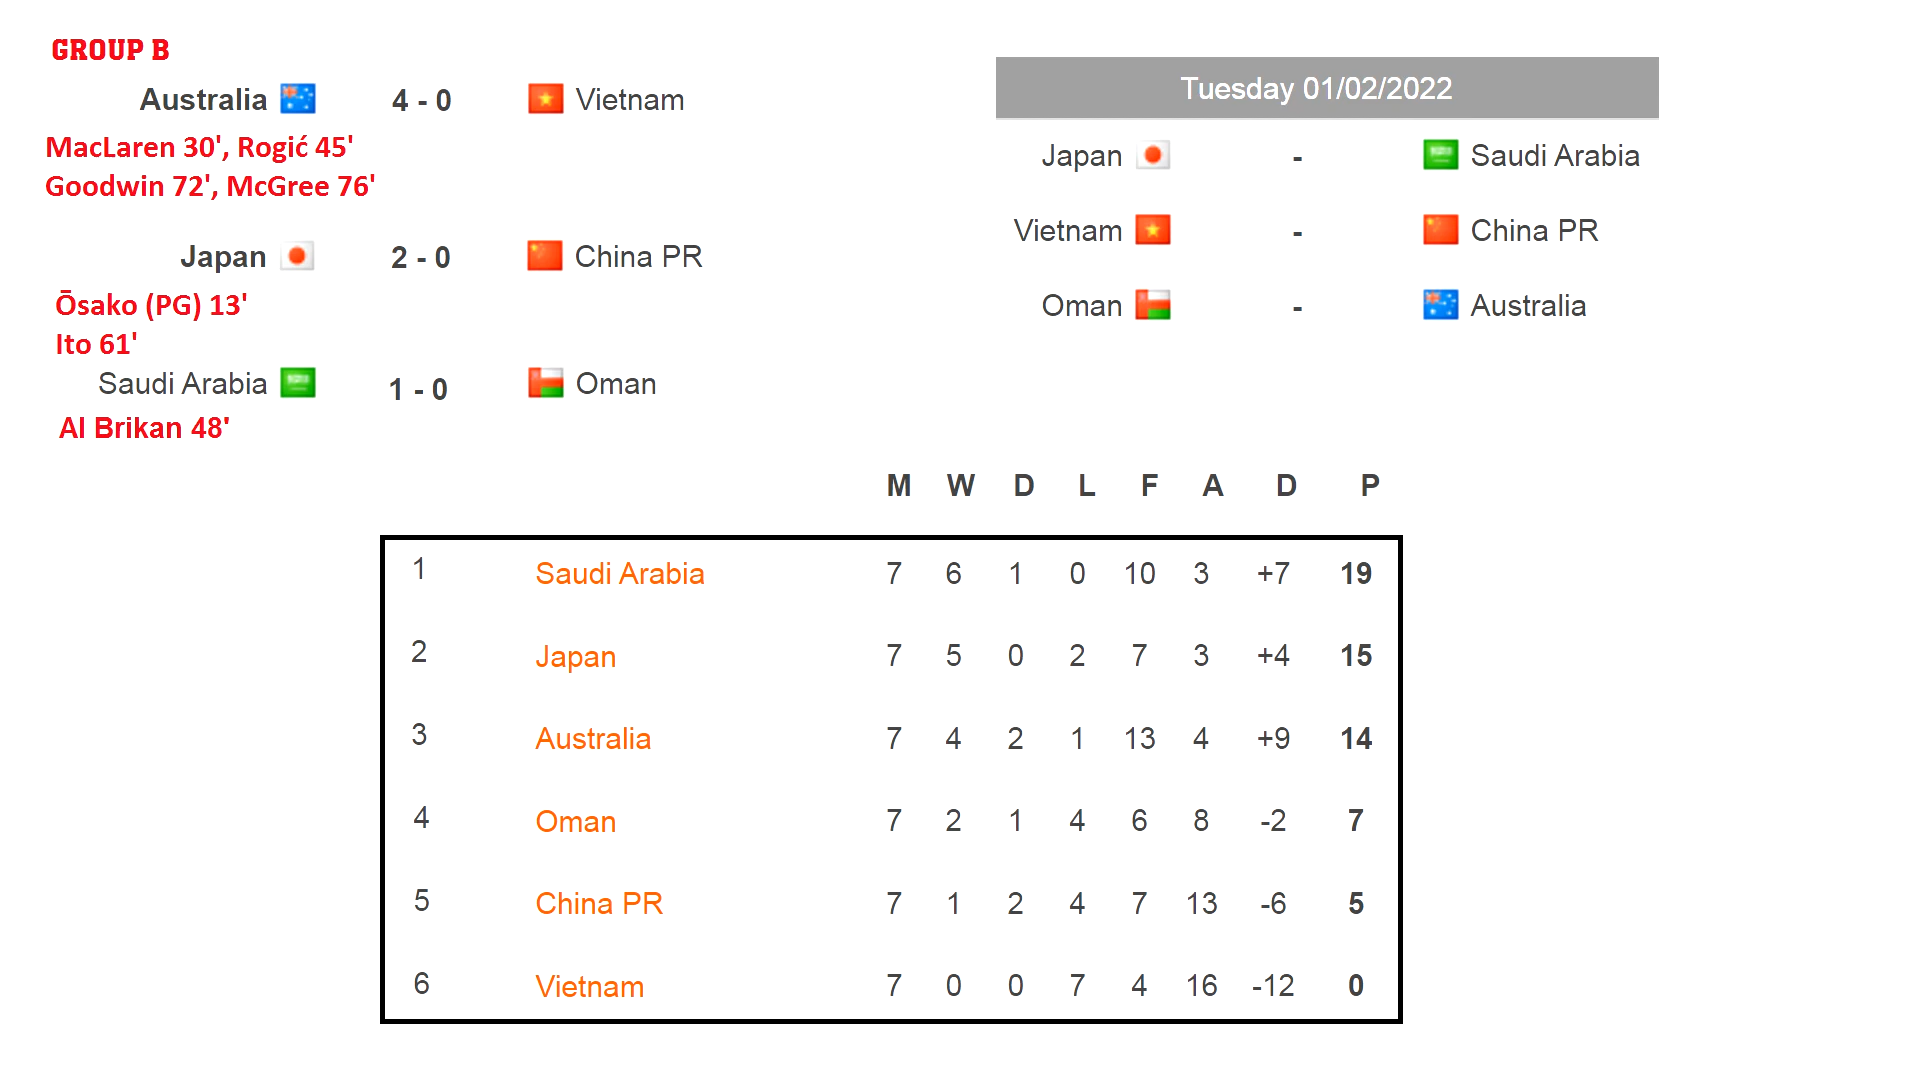 GROUP B
Australia 4 - 0 Vietnam
MacLaren 30', Rogić 45'
Goodwin 72', McGree 76'
Japan 2 - 0 China PR
Ōsako (PG) 13'
Ito 61'
Saudi Arabia 1 - 0 Oman
Al Brikan 48'
Tuesday 01/02/2022
Japan - Saudi Arabia
Vietnam - China PR
Oman - Australia
M W D L F A D P
1 Saudi Arabia 7 6 1 0 10 3 +7 19
2 Japan 7 5 0 2 7 3 +4 15
3 Australia 7 4 2 1 13 4 +9 14
4 Oman 7 2 1 4 6 8 -2 7
5 China PR 7 1 2 4 7 13 -6 5
6 Vietnam 7 0 0 7 4 16 -12 0